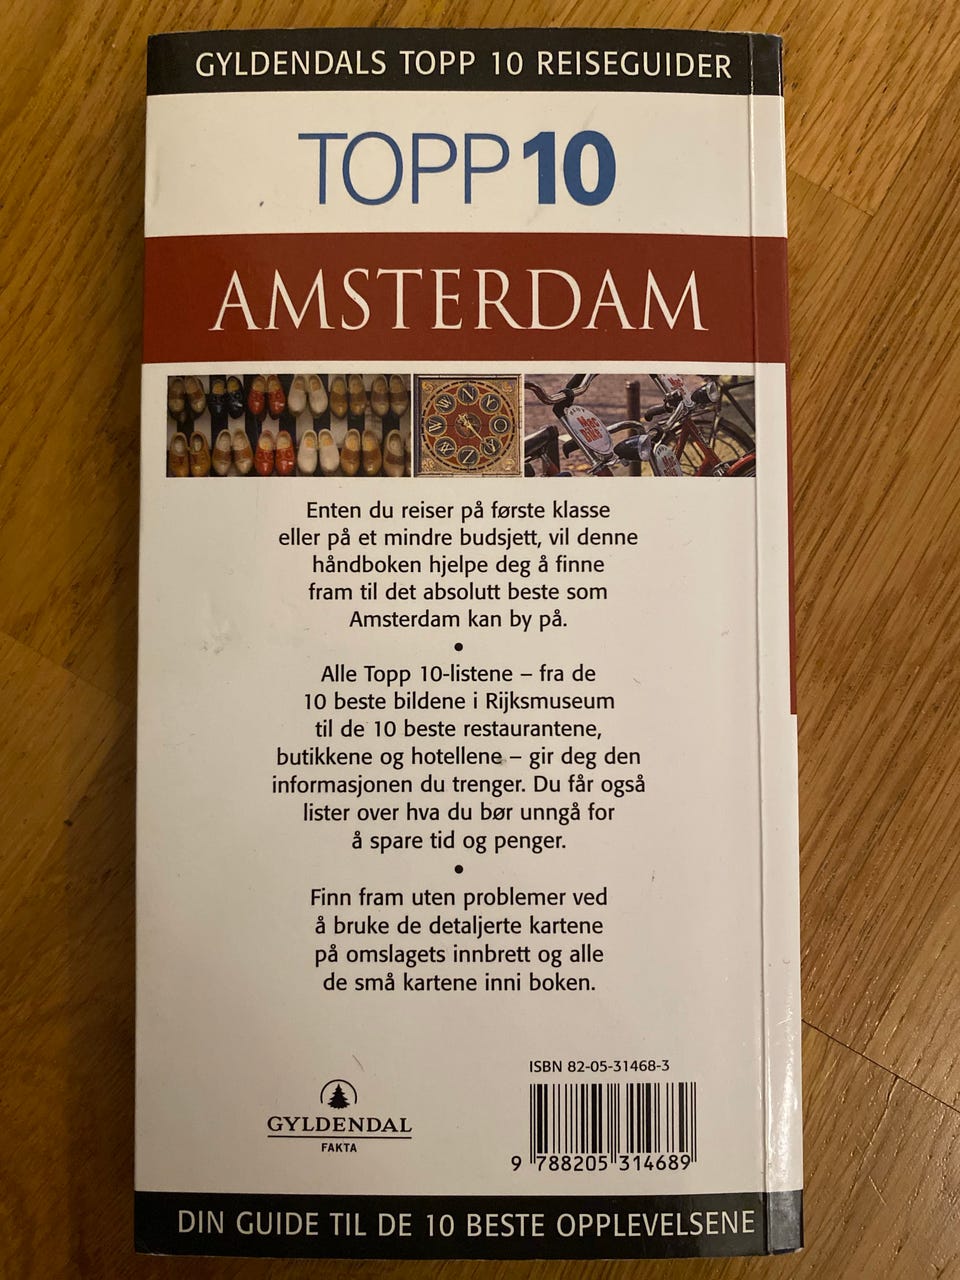 GYLDENDALS TOPP 10 REISEGUIDER
TOPP 10
AMSTERDAM
Enten du reiser på første klasse
eller på et mindre budsjett, vil denne
håndboken hjelpe deg å finne
fram til det absolutt beste som
Amsterdam kan by på.
•
Alle Topp 10-listene – fra de
10 beste bildene i Rijksmuseum
til de 10 beste restaurantene,
butikkene og hotellene – gir deg den
informasjonen du trenger. Du får også
lister over hva du bør unngå for
å spare tid og penger.
•
Finn fram uten problemer ved
å bruke de detaljerte kartene
på omslagets innbrett og alle
de små kartene inni boken.
ISBN 82-05-31468-3
GYLDENDAL
FAKTA
9 788205 314689
DIN GUIDE TIL DE 10 BESTE OPPLEVELSENE